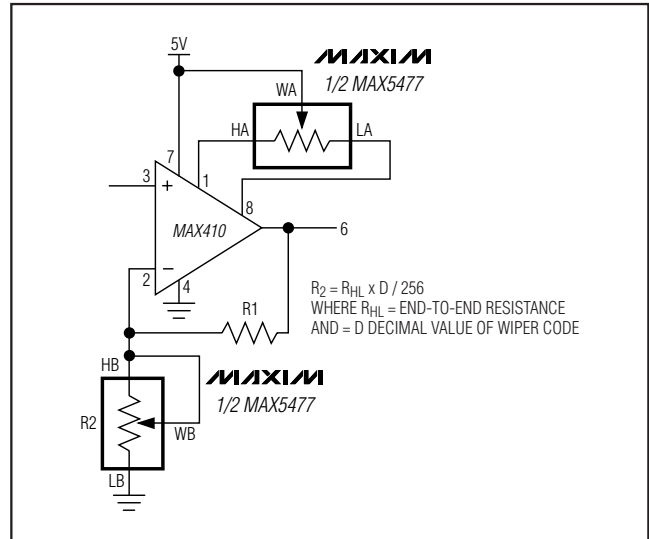 5V
MAXIM
1/2 MAX5477
WA
HA
LA
7
1
3
+
8
MAX410
6
2
−
4
R1
R2 = RHL x D / 256
WHERE RHL = END-TO-END RESISTANCE
AND = D DECIMAL VALUE OF WIPER CODE
HB
MAXIM
1/2 MAX5477
R2
WB
LB